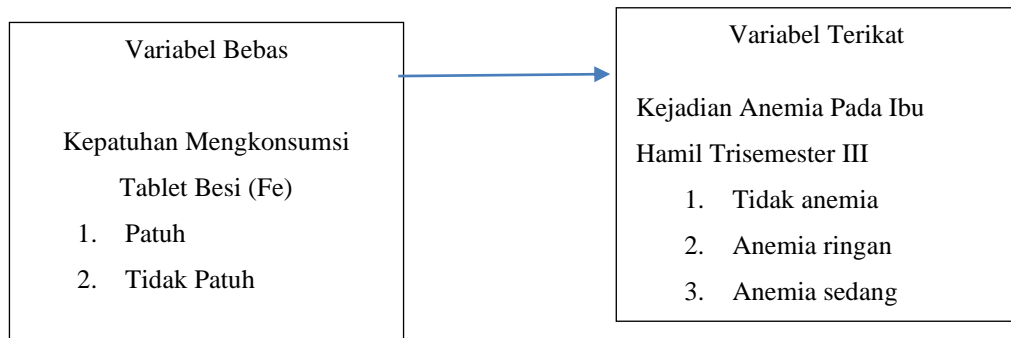 Variabel Bebas
Kepatuhan Mengkonsumsi
Tablet Besi (Fe)
1. Patuh
2. Tidak Patuh
Variabel Terikat
Kejadian Anemia Pada Ibu
Hamil Trisemester III
1. Tidak anemia
2. Anemia ringan
3. Anemia sedang